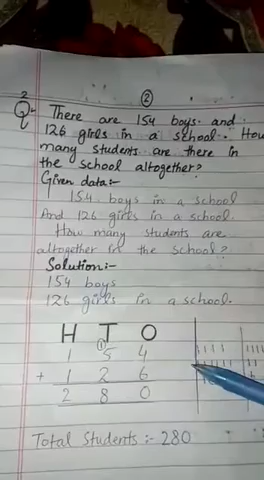 ②
Q2- There are 154 boys. and
126 girls in a school. How
many students are there in
the school altogether?
Given data:-
154 boys in a school
And 126 girls in a school.
How many students are
altogether in the school?
Solution:-
154 boys
126 girls in a school.
H T O
①
1 5 4
+ 1 2 6
2 8 0
Total Students :- 280